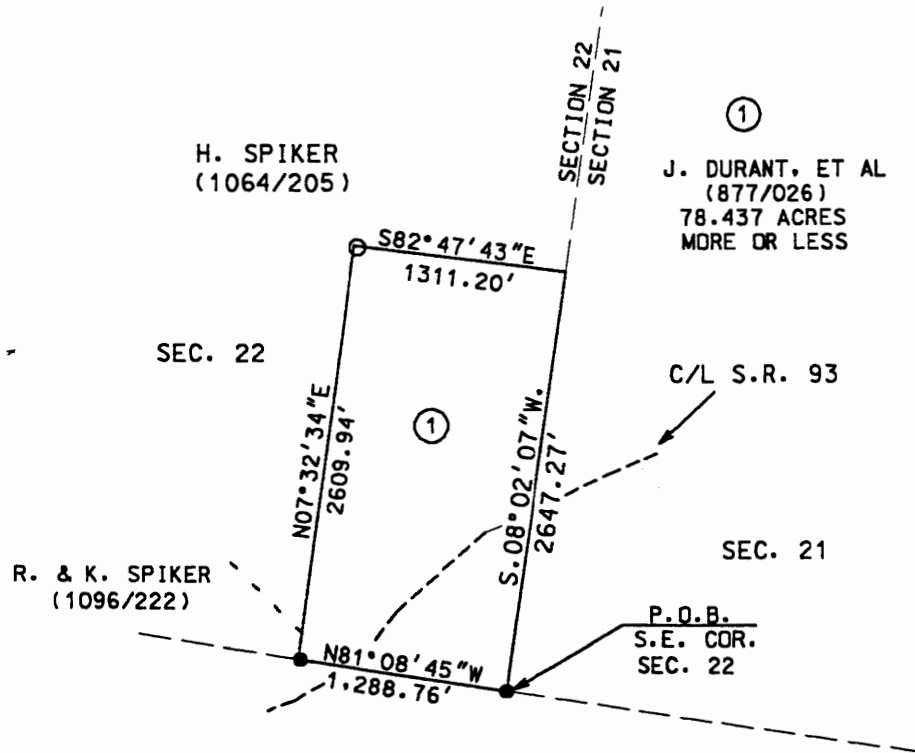 SECTION 22
SECTION 21
①
H. SPIKER
(1064/205)
J. DURANT, ET AL
(877/026)
78.437 ACRES
MORE OR LESS
S82°47'43"E
1311.20'
SEC. 22
C/L S.R. 93
①
N07°32'34"E
2609.94'
S.08°02'07"W.
2647.27'
SEC. 21
R. & K. SPIKER
(1096/222)
P.O.B.
S.E. COR.
SEC. 22
N81°08'45"W
1,288.76'